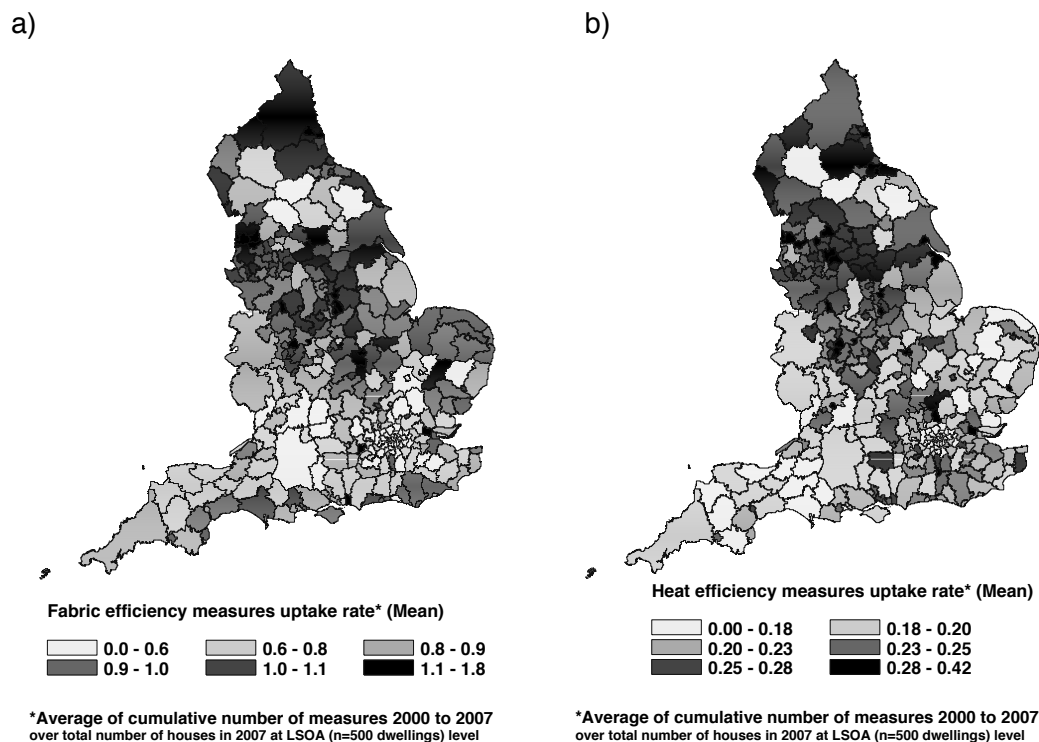 a)
b)
Fabric efficiency measures uptake rate* (Mean)
0.0 - 0.6 0.6 - 0.8 0.8 - 0.9
0.9 - 1.0 1.0 - 1.1 1.1 - 1.8
*Average of cumulative number of measures 2000 to 2007
over total number of houses in 2007 at LSOA (n=500 dwellings) level
Heat efficiency measures uptake rate* (Mean)
0.00 - 0.18 0.18 - 0.20
0.20 - 0.23 0.23 - 0.25
0.25 - 0.28 0.28 - 0.42
*Average of cumulative number of measures 2000 to 2007
over total number of houses in 2007 at LSOA (n=500 dwellings) level